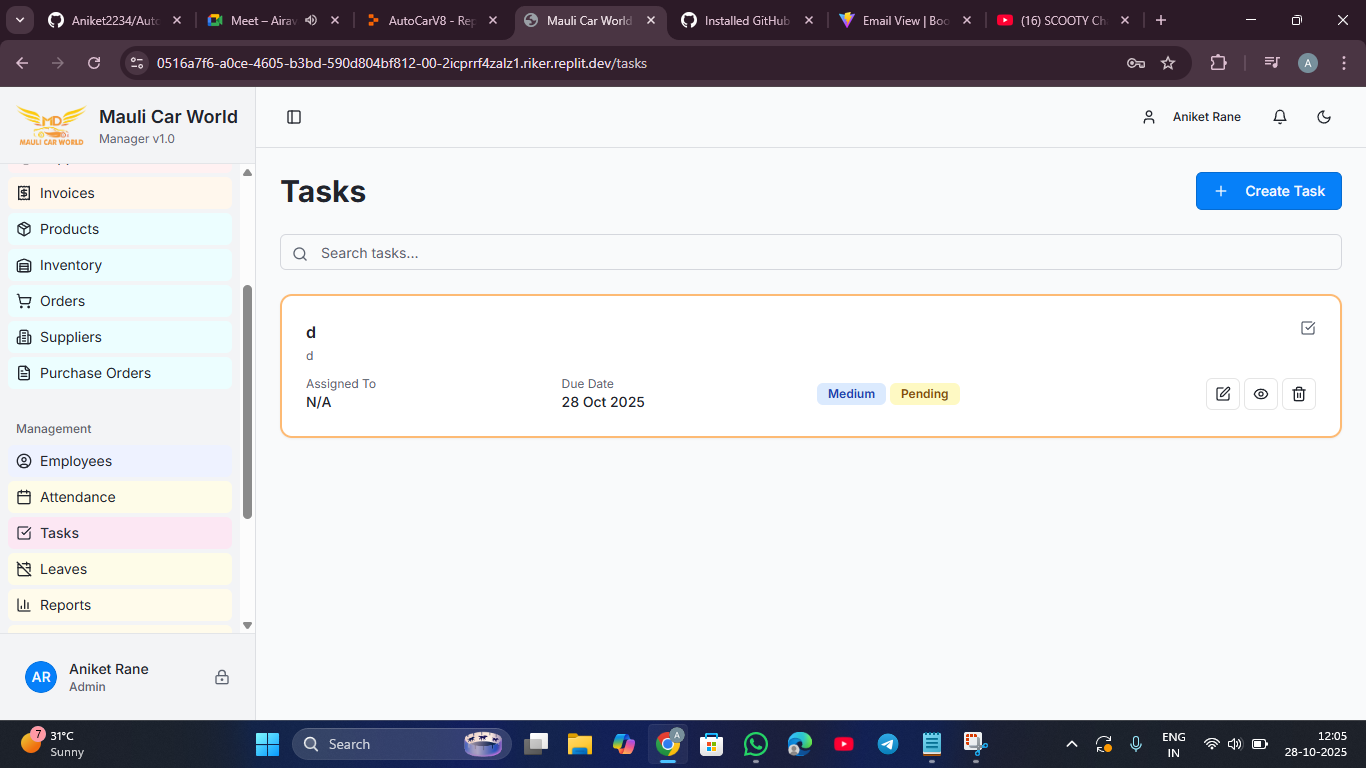 Aniket2234/Auto
Meet – Airav
AutoCarV8 - Rep
Mauli Car World
Installed GitHub
Email View | Boo
(16) SCOOTY Ch
0516a7f6-a0ce-4605-b3bd-590d804bf812-00-2icprrf4zalz1.riker.replit.dev/tasks
A
MD
MAULI CAR WORLD
Mauli Car World
Manager v1.0
Aniket Rane
Invoices
Products
Inventory
Orders
Suppliers
Purchase Orders
Management
Employees
Attendance
Tasks
Leaves
Reports
AR
Aniket Rane
Admin
Tasks
Create Task
Search tasks...
d
d
Assigned To
N/A
Due Date
28 Oct 2025
Medium
Pending
7
31°C
Sunny
Search
A
ENG
IN
12:05
28-10-2025